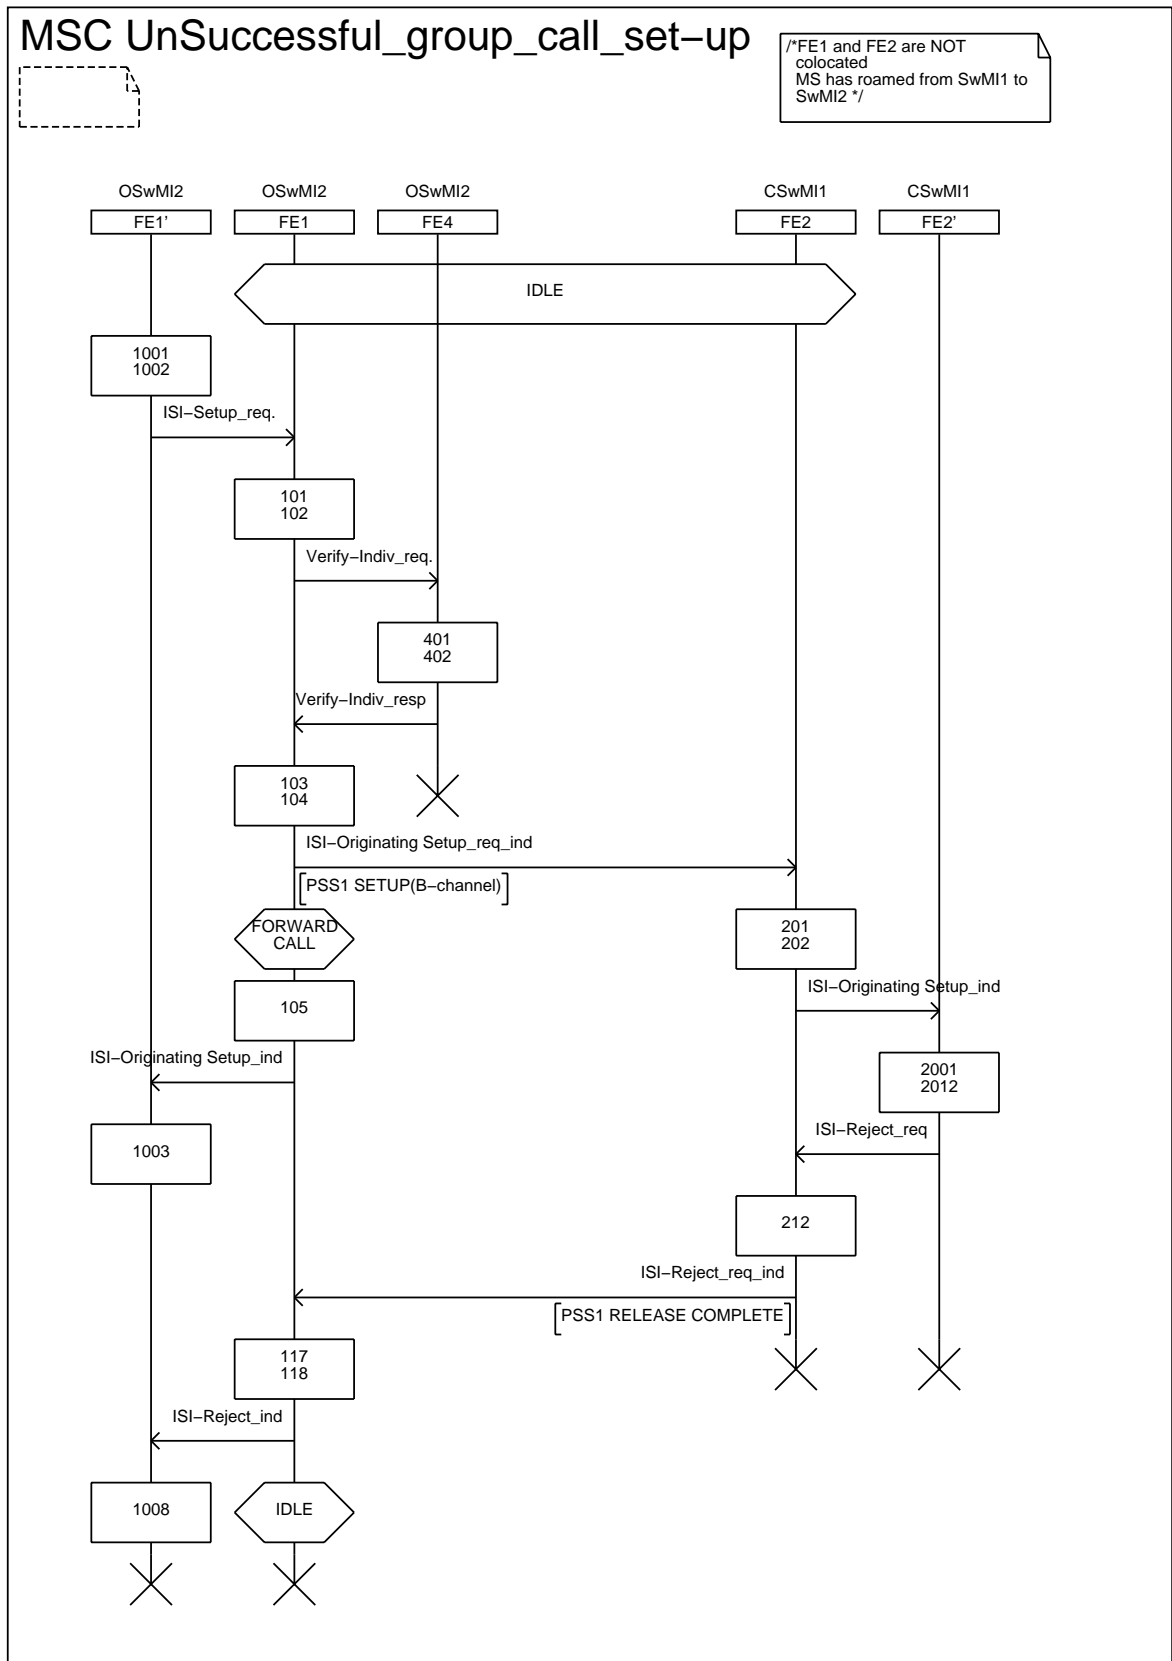 MSC UnSuccessful_group_call_set−up
/*FE1 and FE2 are NOT
colocated
MS has roamed from SwMI1 to
SwMI2 */
OSwMI2
OSwMI2
OSwMI2
CSwMI1
CSwMI1
FE1'
FE1
FE4
FE2
FE2'
IDLE
1001
1002
ISI−Setup_req.
101
102
Verify−Indiv_req.
401
402
Verify−Indiv_resp
103
104
ISI−Originating Setup_req_ind
PSS1 SETUP(B−channel)
FORWARD
CALL
201
202
ISI−Originating Setup_ind
105
ISI−Originating Setup_ind
2001
2012
ISI−Reject_req
1003
212
ISI−Reject_req_ind
PSS1 RELEASE COMPLETE
117
118
ISI−Reject_ind
1008
IDLE